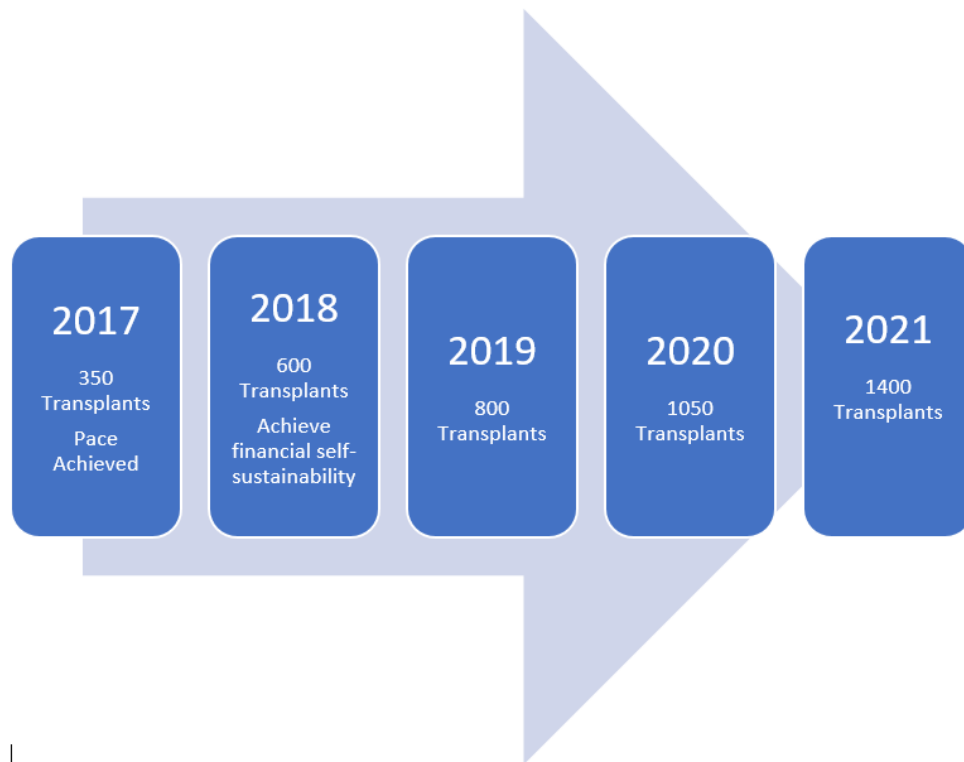 2017
350
Transplants
Pace
Achieved
2018
600
Transplants
Achieve
financial self-
sustainability
2019
800
Transplants
2020
1050
Transplants
2021
1400
Transplants